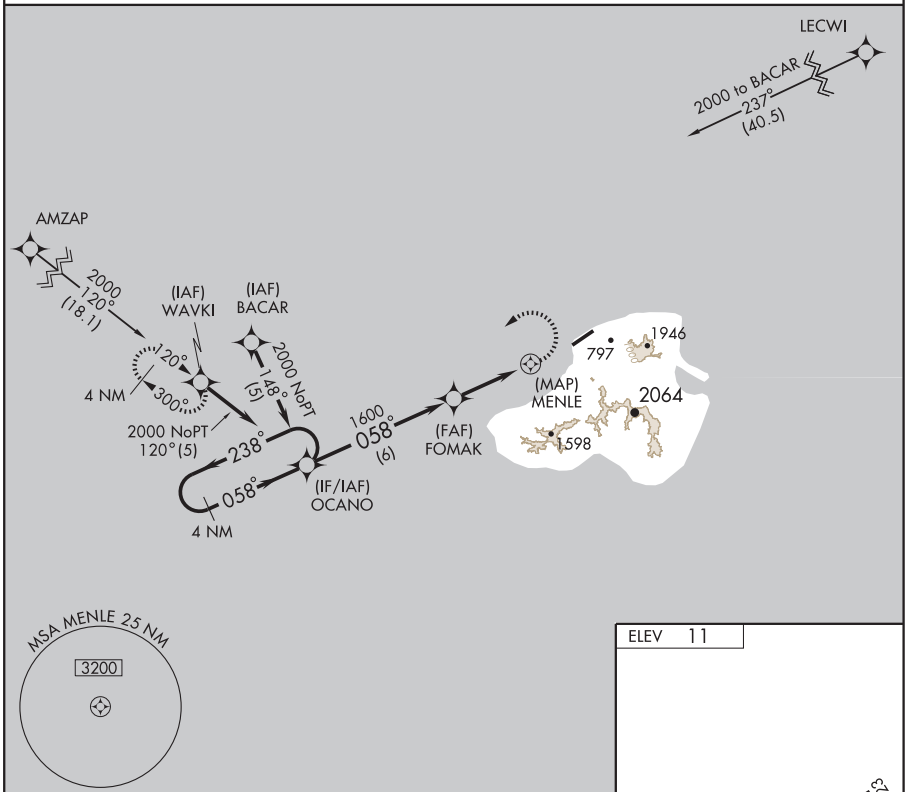 LECWI
2000 to BACAR
237°
(40.5)
AMZAP
2000
120°
(18.1)
(IAF)
WAVKI
(IAF)
BACAR
2000 NoPT
148°
(5)
120°
300°
4 NM
2000 NoPT
120°(5)
238°
058°
4 NM
(IF/IAF)
OCANO
1600
058°
(6)
(FAF)
FOMAK
(MAP)
MENLE
797
1946
2064
1598
MSA MENLE 25 NM
3200
ELEV 11